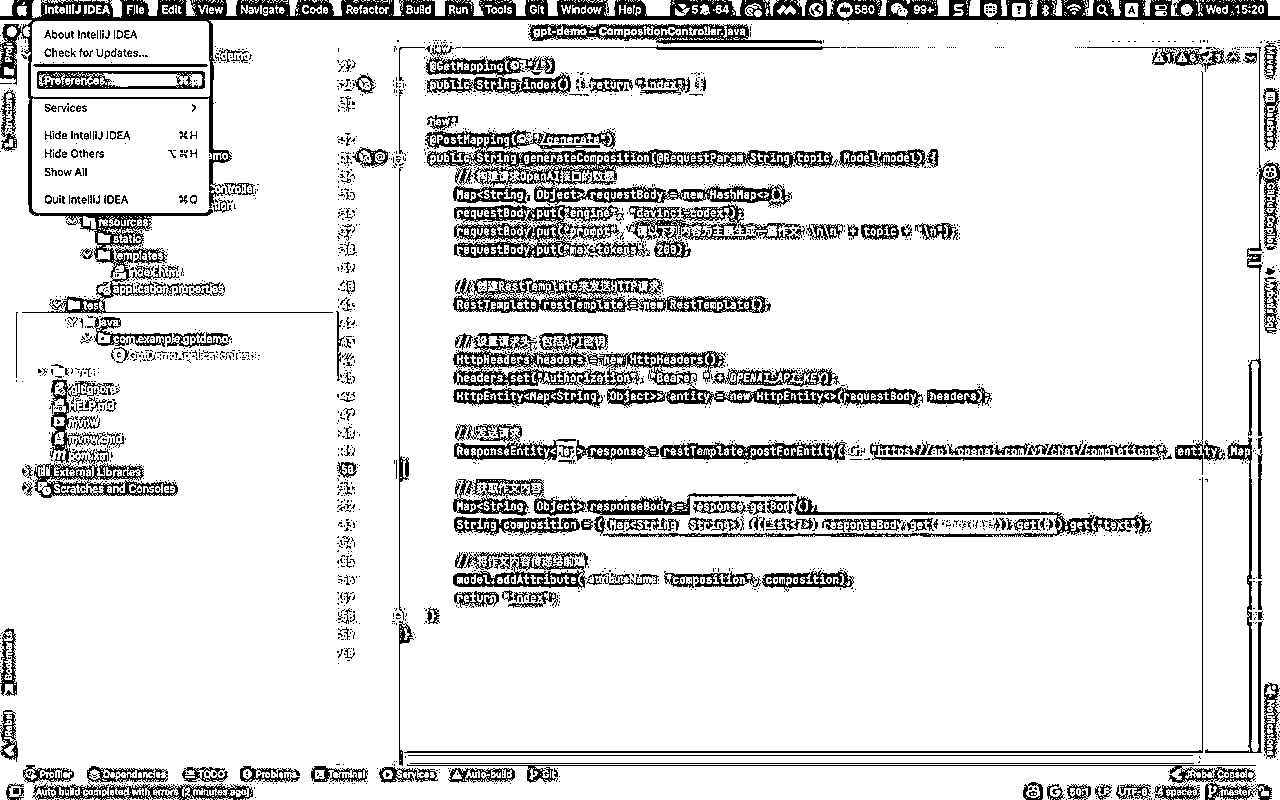 IntelliJ IDEA File Edit View Navigate Code Refactor Build Run Tools Git Window Help 580 99+ Wed 15:20
gpt-demo – CompositionController.java
About IntelliJ IDEA
Check for Updates...
Preferences...
Services
Hide IntelliJ IDEA ⌘H
Hide Others ⌥⌘H
Show All
Quit IntelliJ IDEA ⌘Q
resources
static
templates
index.html
application.properties
test
java
com.example.gptdemo
GptDemoApplicationTests
.gitignore
HELP.md
mvnw
mvnw.cmd
pom.xml
External Libraries
Scratches and Consoles
@GetMapping("/")
public String index() { return "index"; }
new *
@PostMapping("/generate")
public String generateComposition(@RequestParam String topic, Model model) {
// 构建请求OpenAI接口的数据
Map<String, Object> requestBody = new HashMap<>();
requestBody.put("engine", "davinci-codex");
requestBody.put("prompt", "请以下列内容为主题生成一篇作文:\n\n" + topic + "\n");
requestBody.put("max_tokens", 200);
// 创建RestTemplate来发送HTTP请求
RestTemplate restTemplate = new RestTemplate();
// 设置请求头，包括API密钥
HttpHeaders headers = new HttpHeaders();
headers.set("Authorization", "Bearer " + OPENAI_API_KEY);
HttpEntity<Map<String, Object>> entity = new HttpEntity<>(requestBody, headers);
// 发送请求
ResponseEntity<Map> response = restTemplate.postForEntity( "https://api.openai.com/v1/chat/completions", entity, Map
// 获取作文内容
Map<String, Object> responseBody = response.getBody();
String composition = ((Map<String, String>) ((List<?>) responseBody.get("choices")).get(0)).get("text");
model.addAttribute( attributeName: "composition", composition);
return "index";
}
}
Bookmarks
Profiler Dependencies TODO Problems Terminal Services Auto-build Git JRebel Console
Auto build completed with errors (2 minutes ago) LF UTF-8 4 spaces master